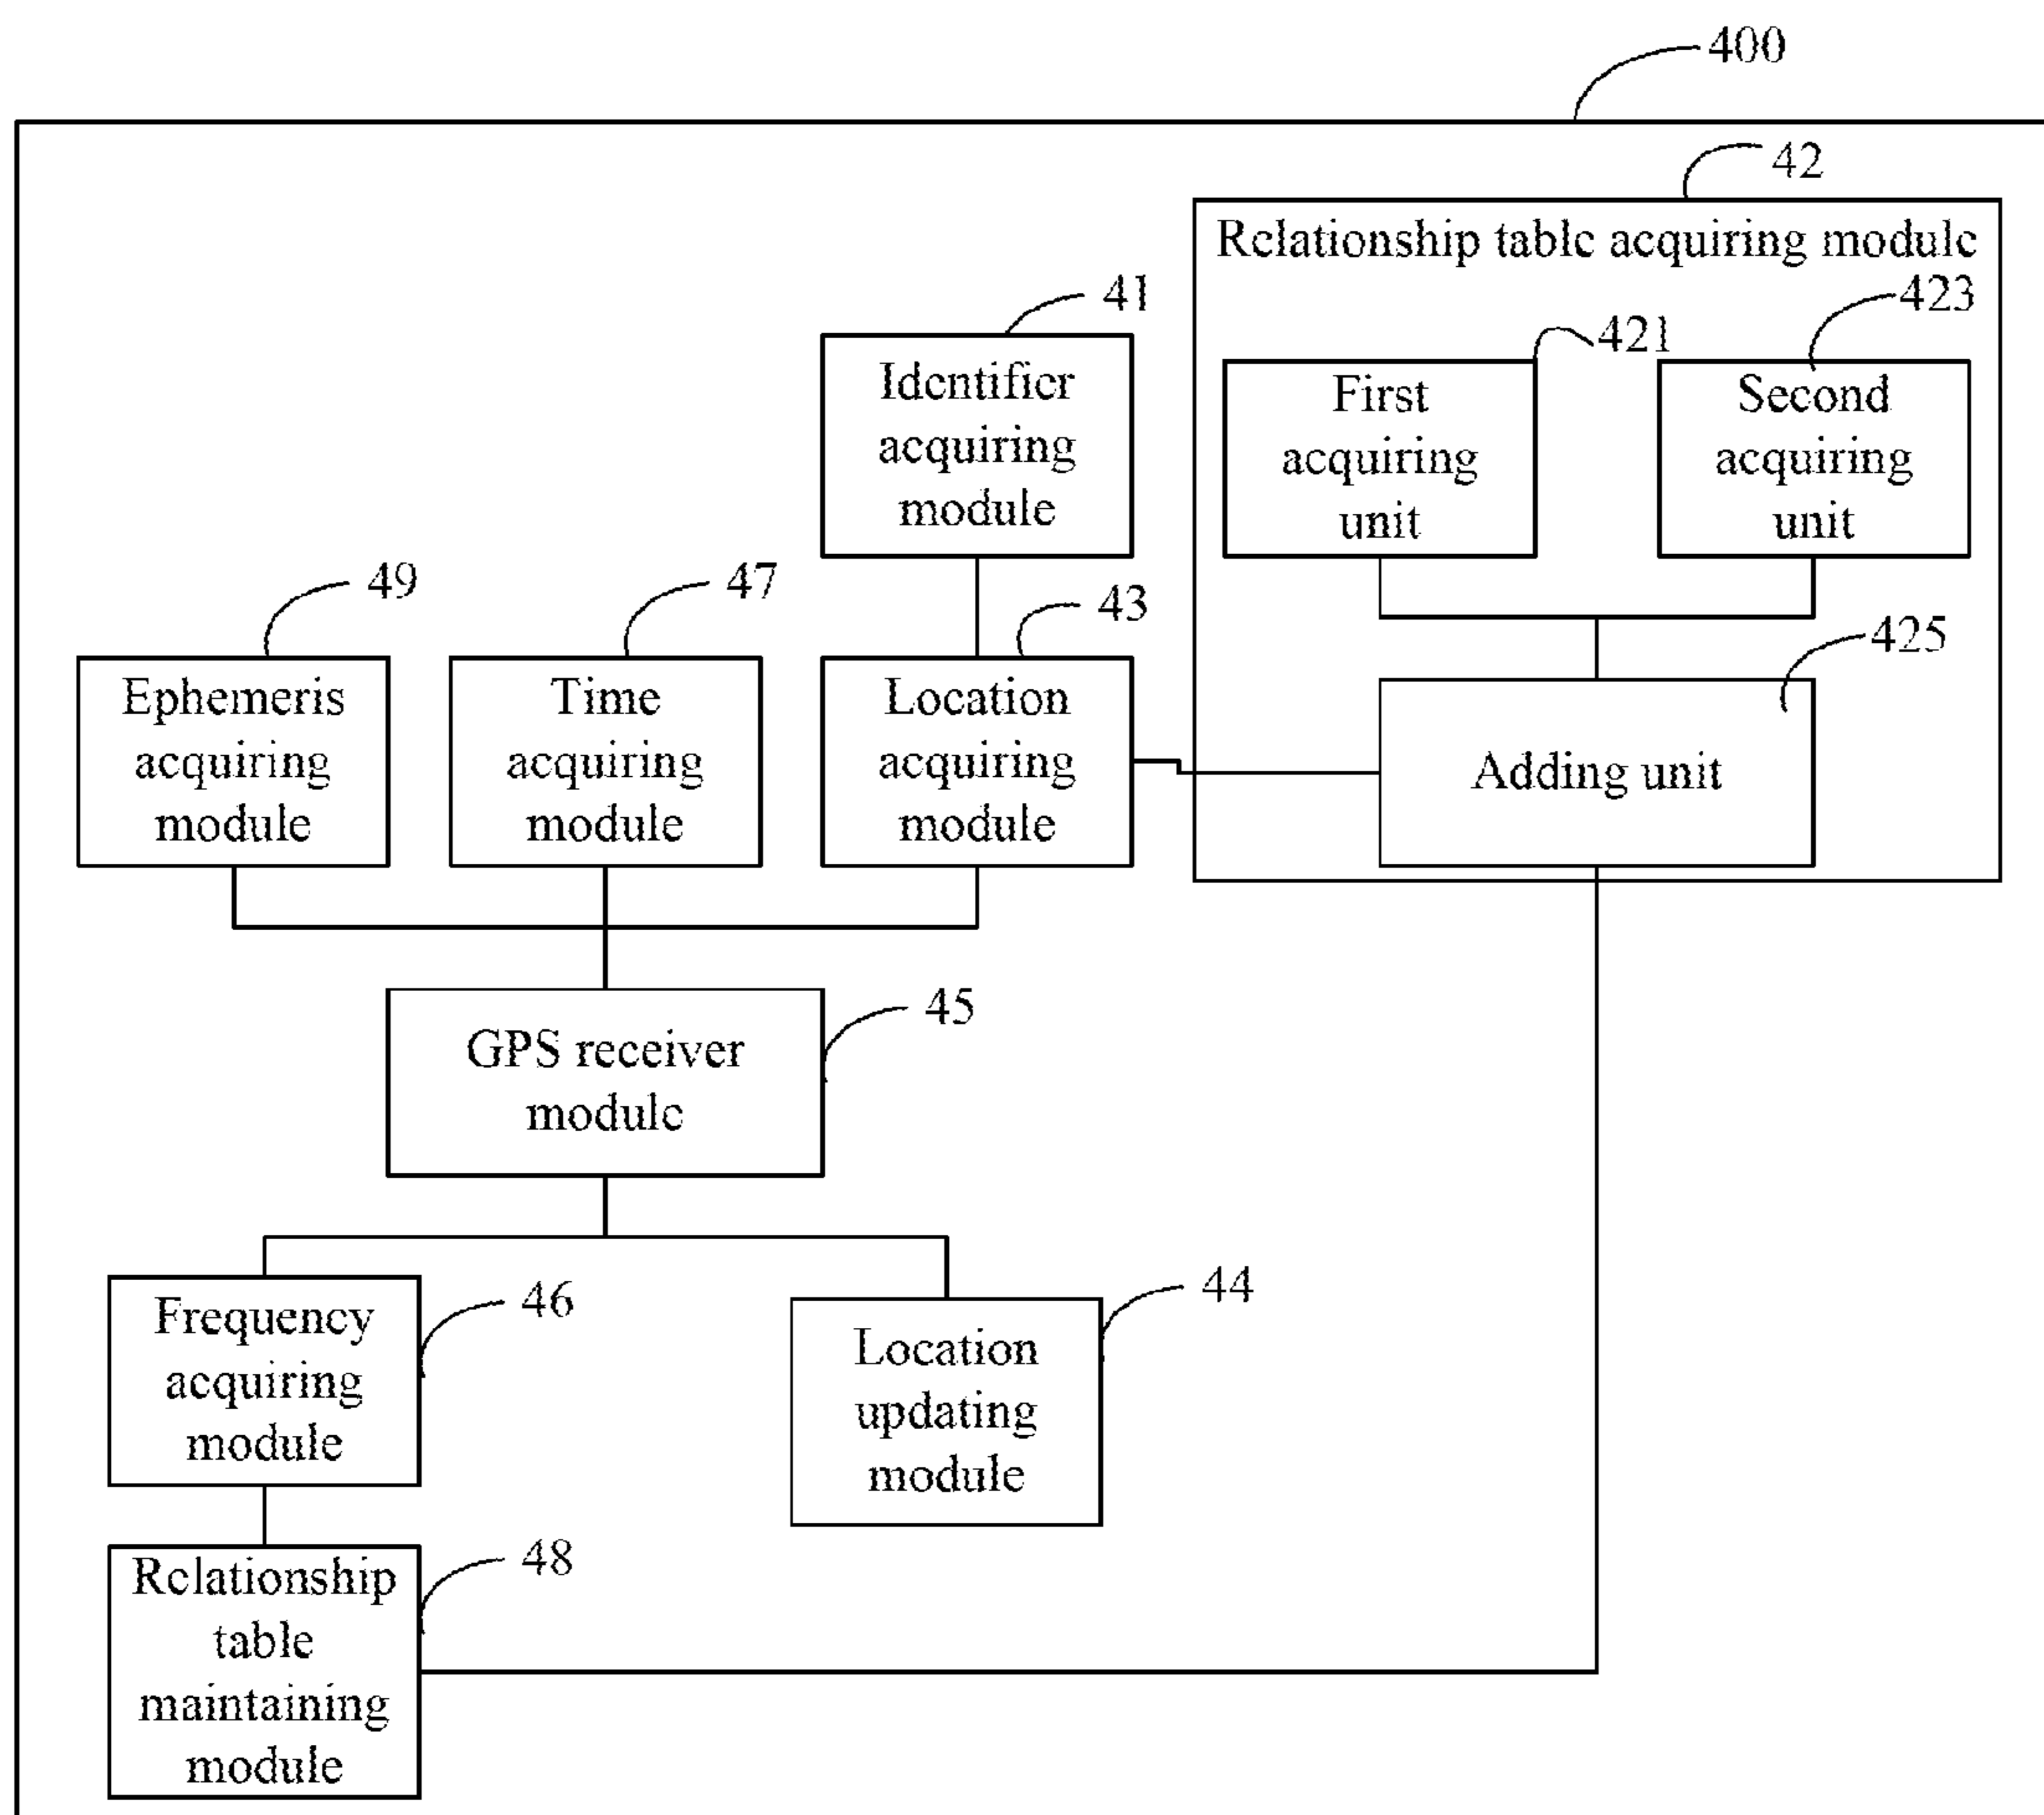 400
42
Relationship table acquiring module
41
421
423
Identifier
acquiring
module
First
acquiring
unit
Second
acquiring
unit
49
47
43
425
Ephemeris
acquiring
module
Time
acquiring
module
Location
acquiring
module
Adding unit
45
GPS receiver
module
46
44
Frequency
acquiring
module
Location
updating
module
48
Relationship
table
maintaining
module